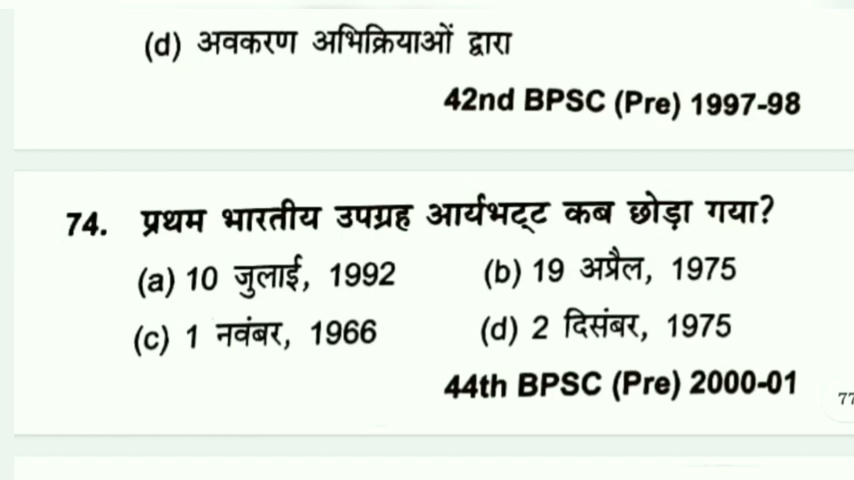 (d) अवकरण अभिक्रियाओं द्वारा
42nd BPSC (Pre) 1997-98
74. प्रथम भारतीय उपग्रह आर्यभट्ट कब छोड़ा गया?
(a) 10 जुलाई, 1992 (b) 19 अप्रैल, 1975
(c) 1 नवंबर, 1966 (d) 2 दिसंबर, 1975
44th BPSC (Pre) 2000-01
77